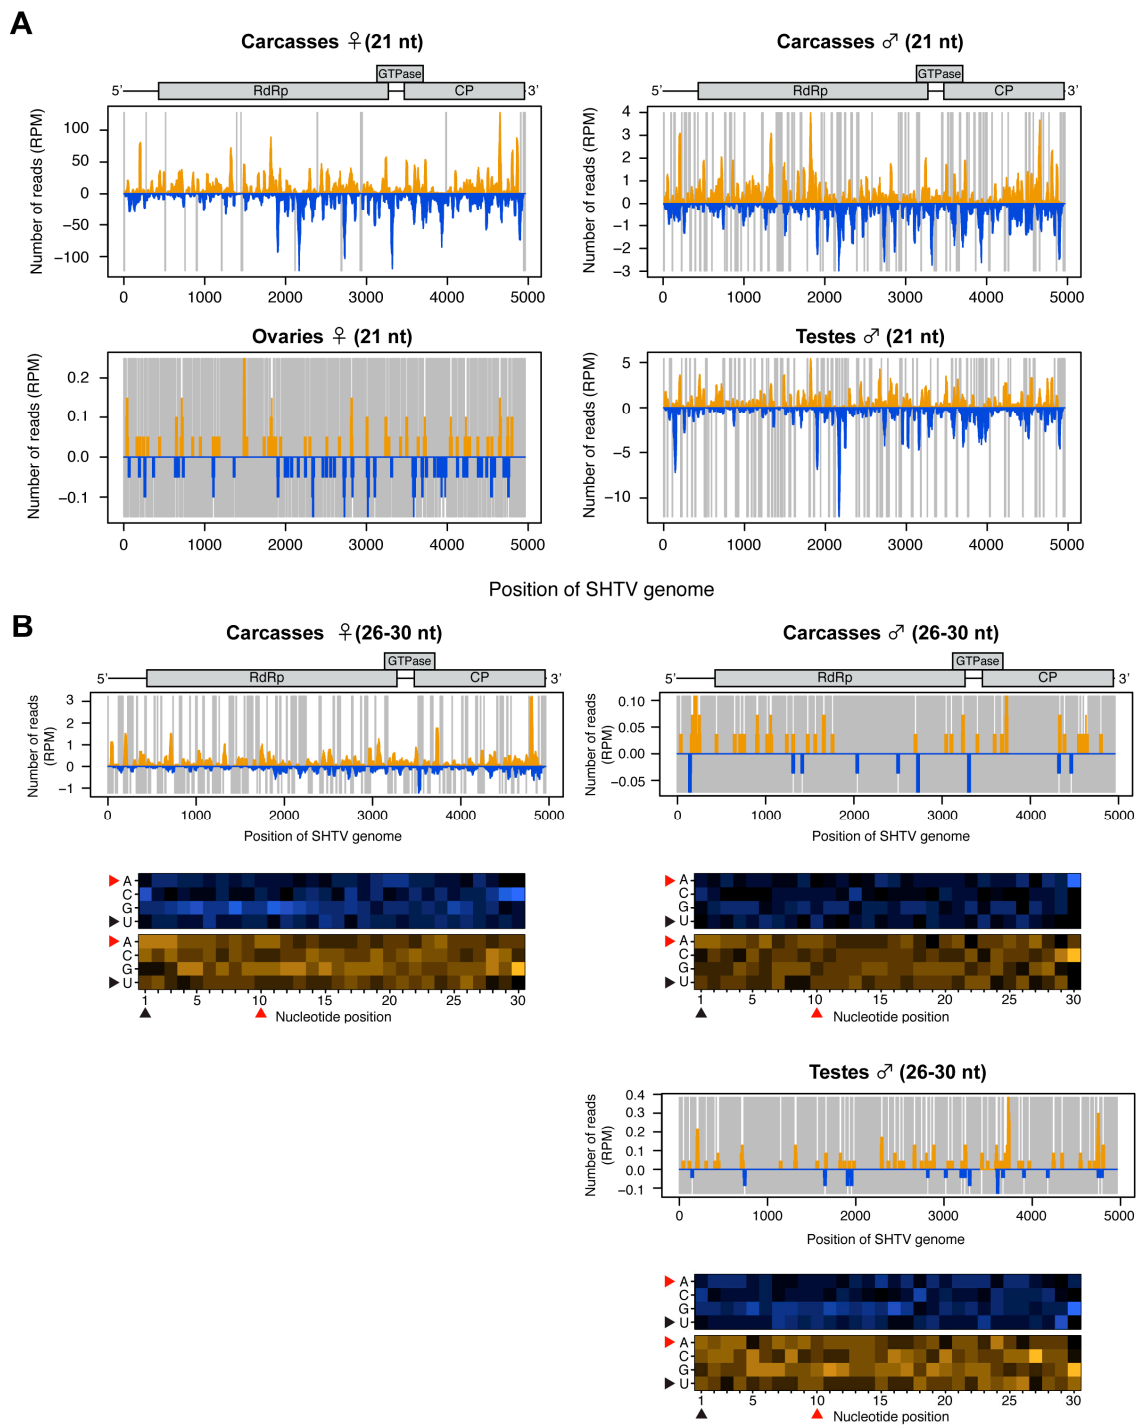 A
Carcasses ♀ (21 nt)
5’ RdRp GTPase CP 3’
Number of reads (RPM)
100
50
0
−50
−100
0 1000 2000 3000 4000 5000
Carcasses ♂ (21 nt)
5’ RdRp GTPase CP 3’
Number of reads (RPM)
4
3
2
1
0
−1
−2
−3
0 1000 2000 3000 4000 5000
Ovaries ♀ (21 nt)
Number of reads (RPM)
0.2
0.1
0.0
−0.1
0 1000 2000 3000 4000 5000
Testes ♂ (21 nt)
Number of reads (RPM)
5
0
−5
−10
0 1000 2000 3000 4000 5000
Position of SHTV genome
B
Carcasses ♀ (26-30 nt)
5’ RdRp GTPase CP 3’
Number of reads
(RPM)
3
2
1
0
−1
0 1000 2000 3000 4000 5000
Position of SHTV genome
A
C
G
U
A
C
G
U
1 5 10 15 20 25 30
Nucleotide position
Carcasses ♂ (26-30 nt)
5’ RdRp GTPase CP 3’
Number of reads
(RPM)
0.10
0.05
0.00
−0.05
0 1000 2000 3000 4000 5000
Position of SHTV genome
A
C
G
U
A
C
G
U
1 5 10 15 20 25 30
Nucleotide position
Testes ♂ (26-30 nt)
Number of reads
(RPM)
0.4
0.3
0.2
0.1
0.0
−0.1
0 1000 2000 3000 4000 5000
Position of SHTV genome
A
C
G
U
A
C
G
U
1 5 10 15 20 25 30
Nucleotide position